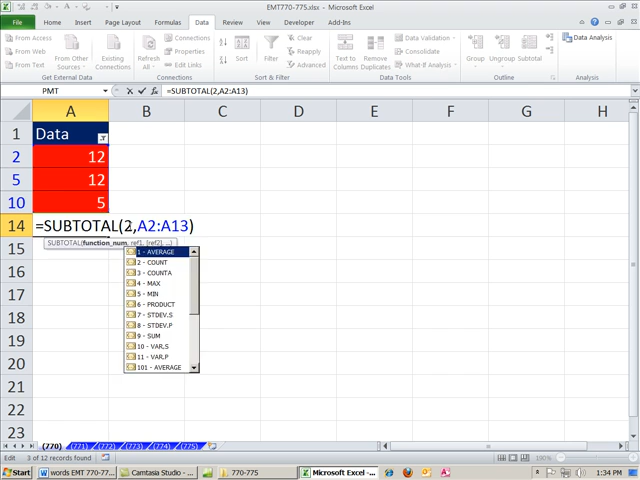 EMT770-775.xlsx - Microsoft Excel
File Home Insert Page Layout Formulas Data Review View Developer Add-Ins
From Access
From Web
From Text
From Other Sources
Existing Connections
Get External Data
Refresh All
Connections
Properties
Edit Links
Connections
Sort
Filter
Clear
Reapply
Advanced
Sort & Filter
Text to Columns
Remove Duplicates
Data Validation
Consolidate
What-If Analysis
Data Tools
Group
Ungroup
Subtotal
Outline
Data Analysis
Analysis
PMT fx =SUBTOTAL(2,A2:A13)
A B C D E F G H
1 Data
2 12
5 12
10 5
14 =SUBTOTAL(2,A2:A13)
SUBTOTAL(function_num, ref1, [ref2], ...)
15
1 - AVERAGE
2 - COUNT
3 - COUNTA
4 - MAX
5 - MIN
6 - PRODUCT
7 - STDEV.S
8 - STDEV.P
9 - SUM
10 - VAR.S
11 - VAR.P
101 - AVERAGE
16
17
18
19
20
21
22
23
(770) (771) (772) (773) (774) (775)
Edit 3 of 12 records found 100%
Start words EMT 770-77... Camtasia Studio - ... 770-775 Microsoft Excel - ... 1:34 PM